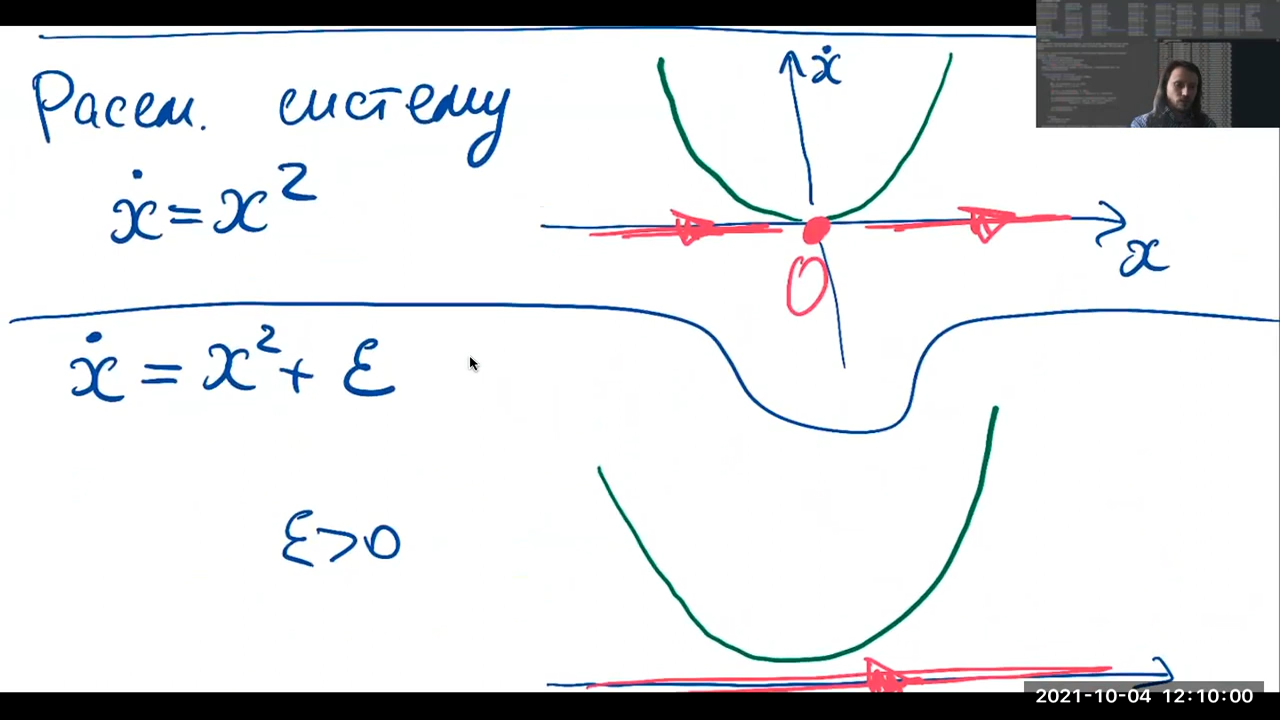 Рассм. систему
ẋ
ẋ = x²
x
0
ẋ = x² + ε
ε>0
2021-10-04 12:10:00